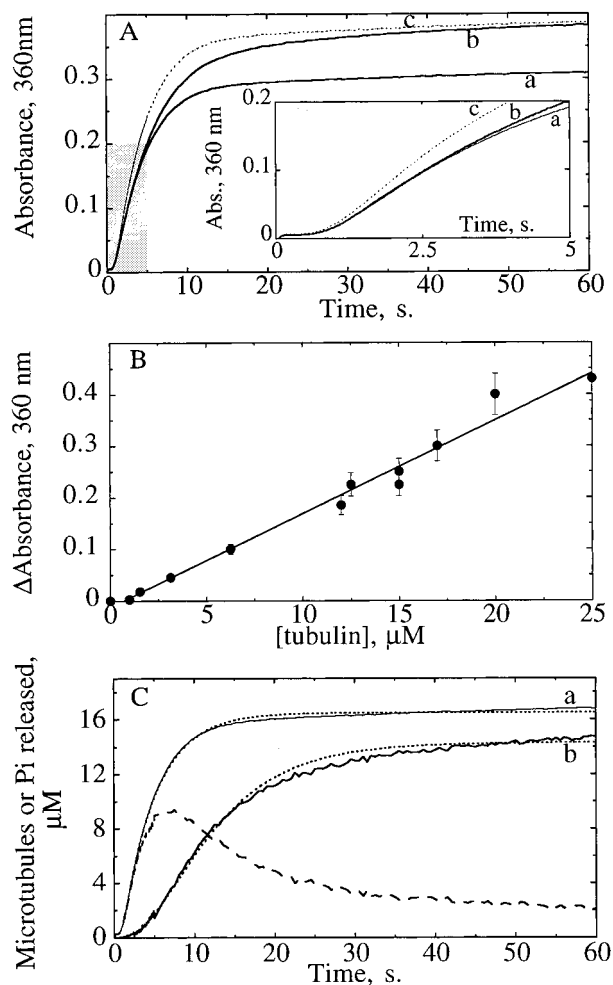 A
c
b
a
Absorbance, 360nm
0.3
0.2
0.1
0
0 10 20 30 40 50 60
Time, s.
Abs., 360 nm
0.2
0.1
0
c
b
a
Time, s.
0 2.5 5
B
ΔAbsorbance, 360 nm
0.4
0.3
0.2
0.1
0
0 5 10 15 20 25
[tubulin], μM
C
a
b
Microtubules or Pi released,
μM
16
12
8
4
0
0 10 20 30 40 50 60
Time, s.